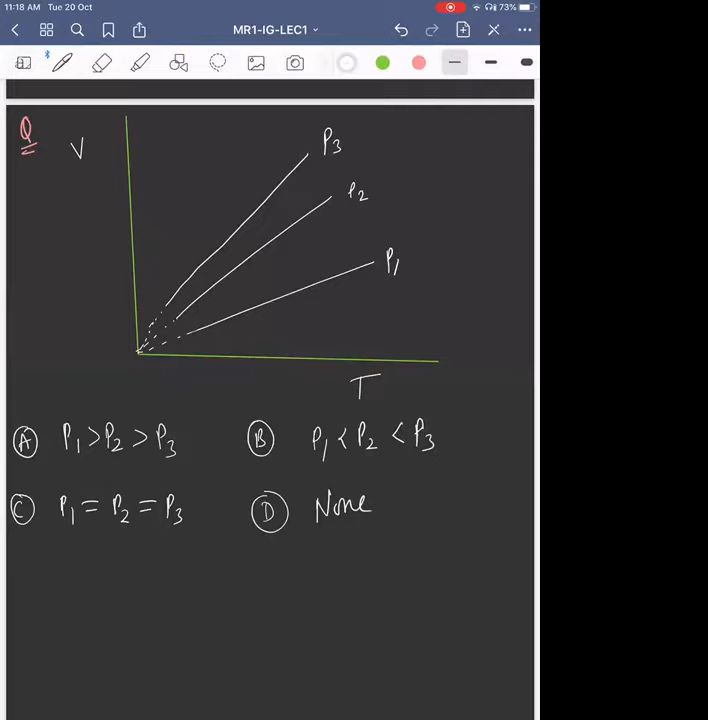 11:18 AM Tue 20 Oct 73%
MR1-IG-LEC1
Q
V
P3
P2
P1
T
A P1 > P2 > P3 B P1 < P2 < P3
C P1 = P2 = P3 D None